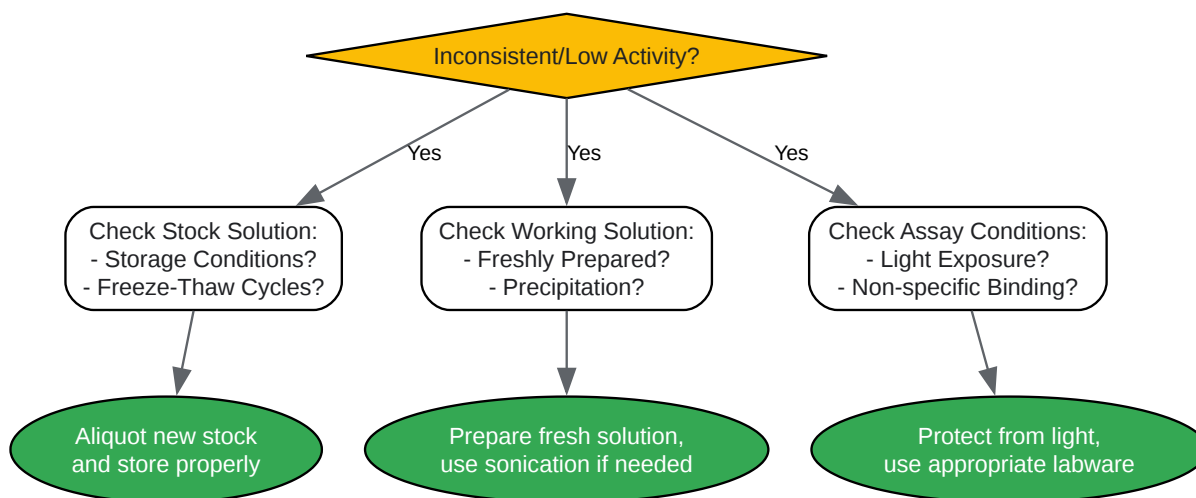 Inconsistent/Low Activity?
Yes
Yes
Yes
Check Stock Solution:
- Storage Conditions?
- Freeze-Thaw Cycles?
Check Working Solution:
- Freshly Prepared?
- Precipitation?
Check Assay Conditions:
- Light Exposure?
- Non-specific Binding?
Aliquot new stock
and store properly
Prepare fresh solution,
use sonication if needed
Protect from light,
use appropriate labware